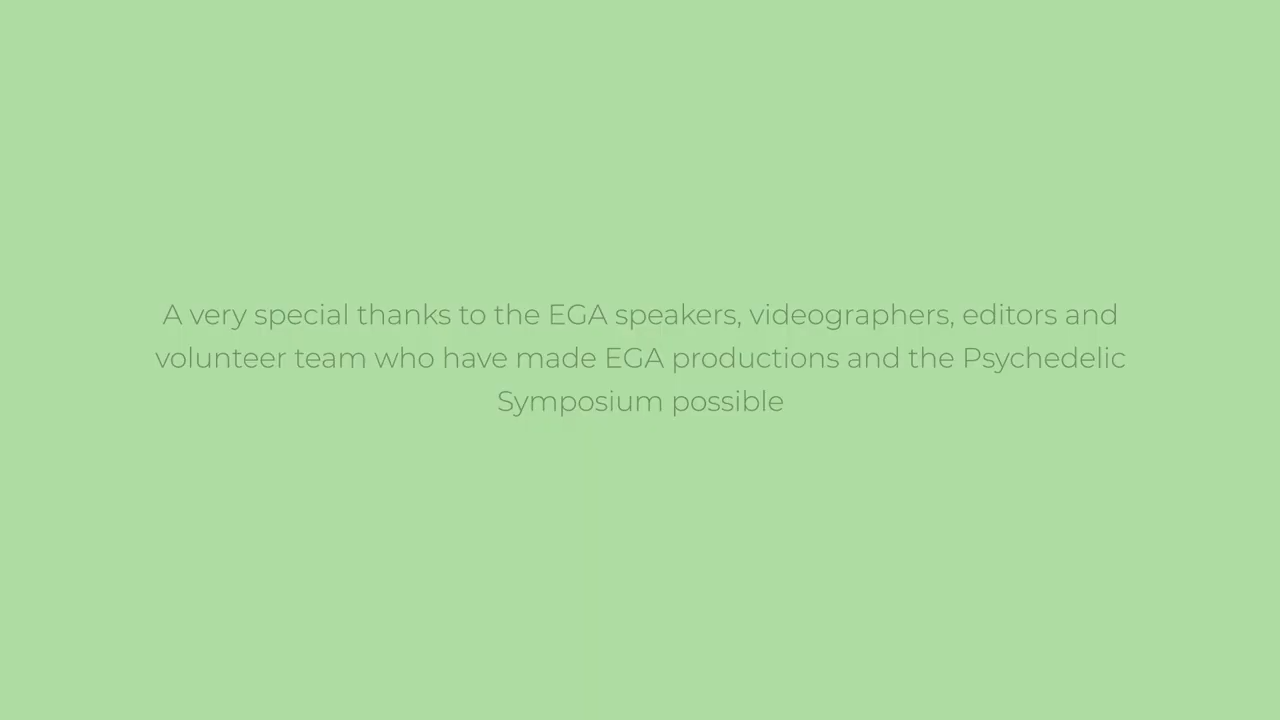 A very special thanks to the EGA speakers, videographers, editors and
volunteer team who have made EGA productions and the Psychedelic
Symposium possible